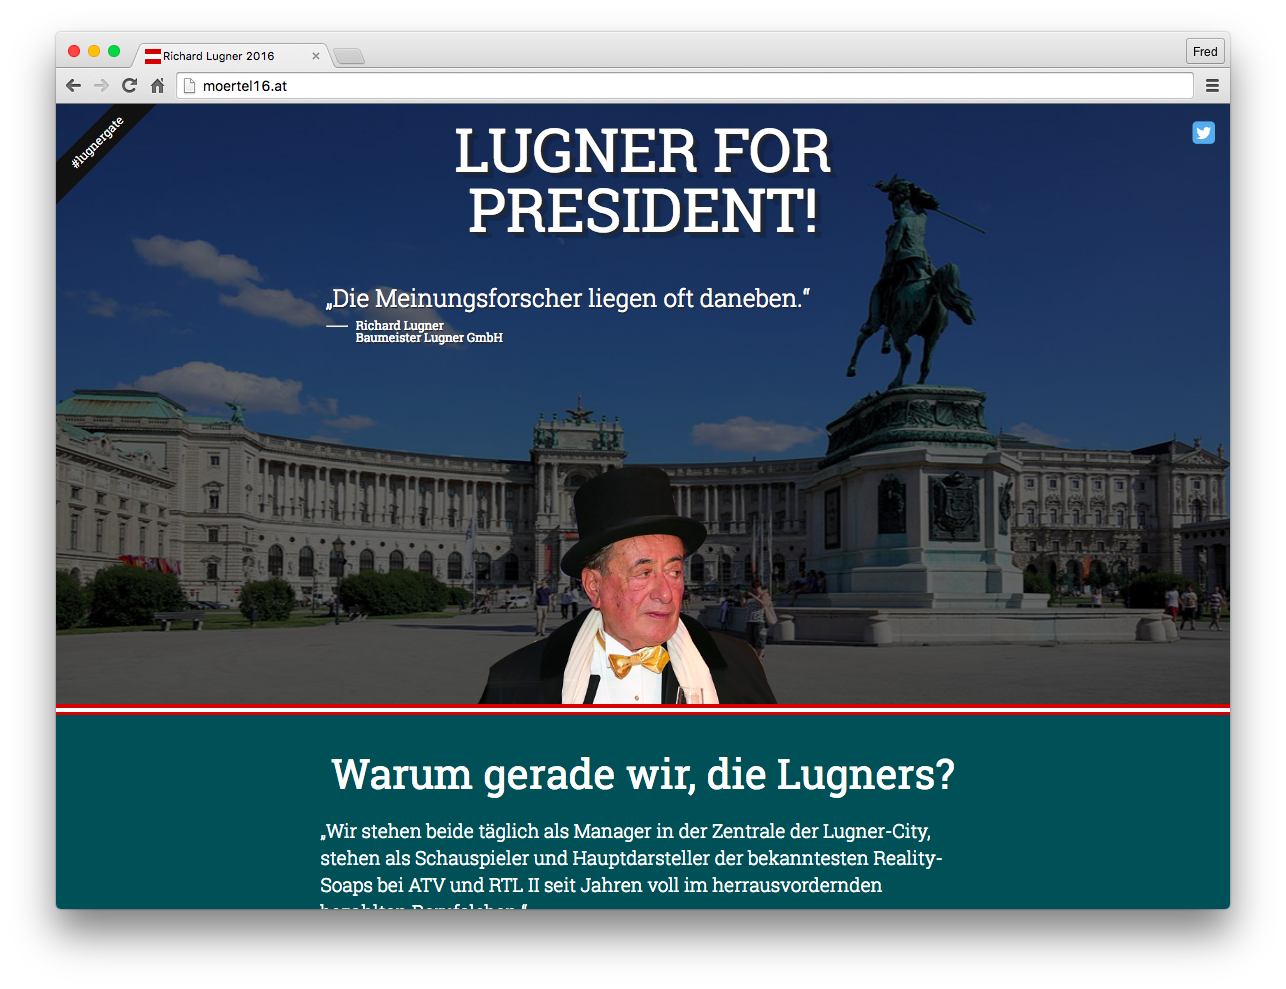 Richard Lugner 2016
Fred
moertel16.at
#lugnergate
LUGNER FOR
PRESIDENT!
„Die Meinungsforscher liegen oft daneben.“
Richard Lugner
Baumeister Lugner GmbH
Warum gerade wir, die Lugners?
„Wir stehen beide täglich als Manager in der Zentrale der Lugner-City,
stehen als Schauspieler und Hauptdarsteller der bekanntesten Reality-
Soaps bei ATV und RTL II seit Jahren voll im herrausvordernden
bezahlten Berufsleben.“